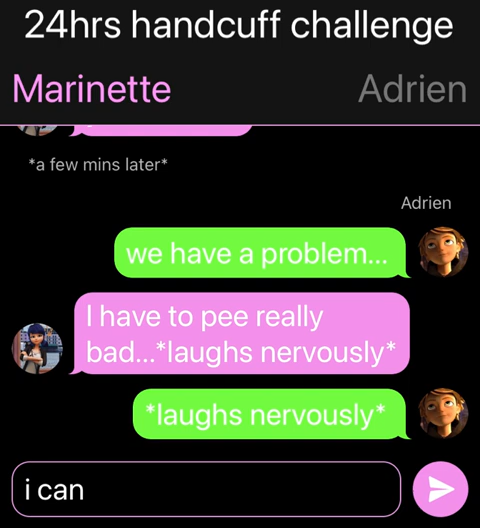 24hrs handcuff challenge
Marinette Adrien
*a few mins later*
Adrien
we have a problem...
I have to pee really
bad...*laughs nervously*
*laughs nervously*
i can